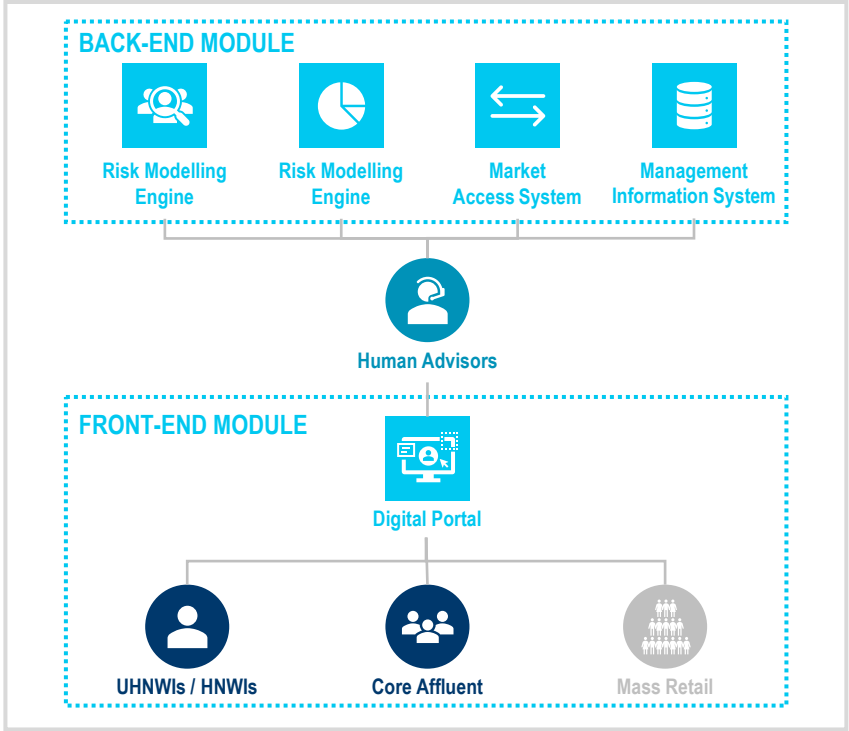 BACK-END MODULE
Risk Modelling
Engine
Risk Modelling
Engine
Market
Access System
Management
Information System
Human Advisors
FRONT-END MODULE
Digital Portal
UHNWIs / HNWIs
Core Affluent
Mass Retail